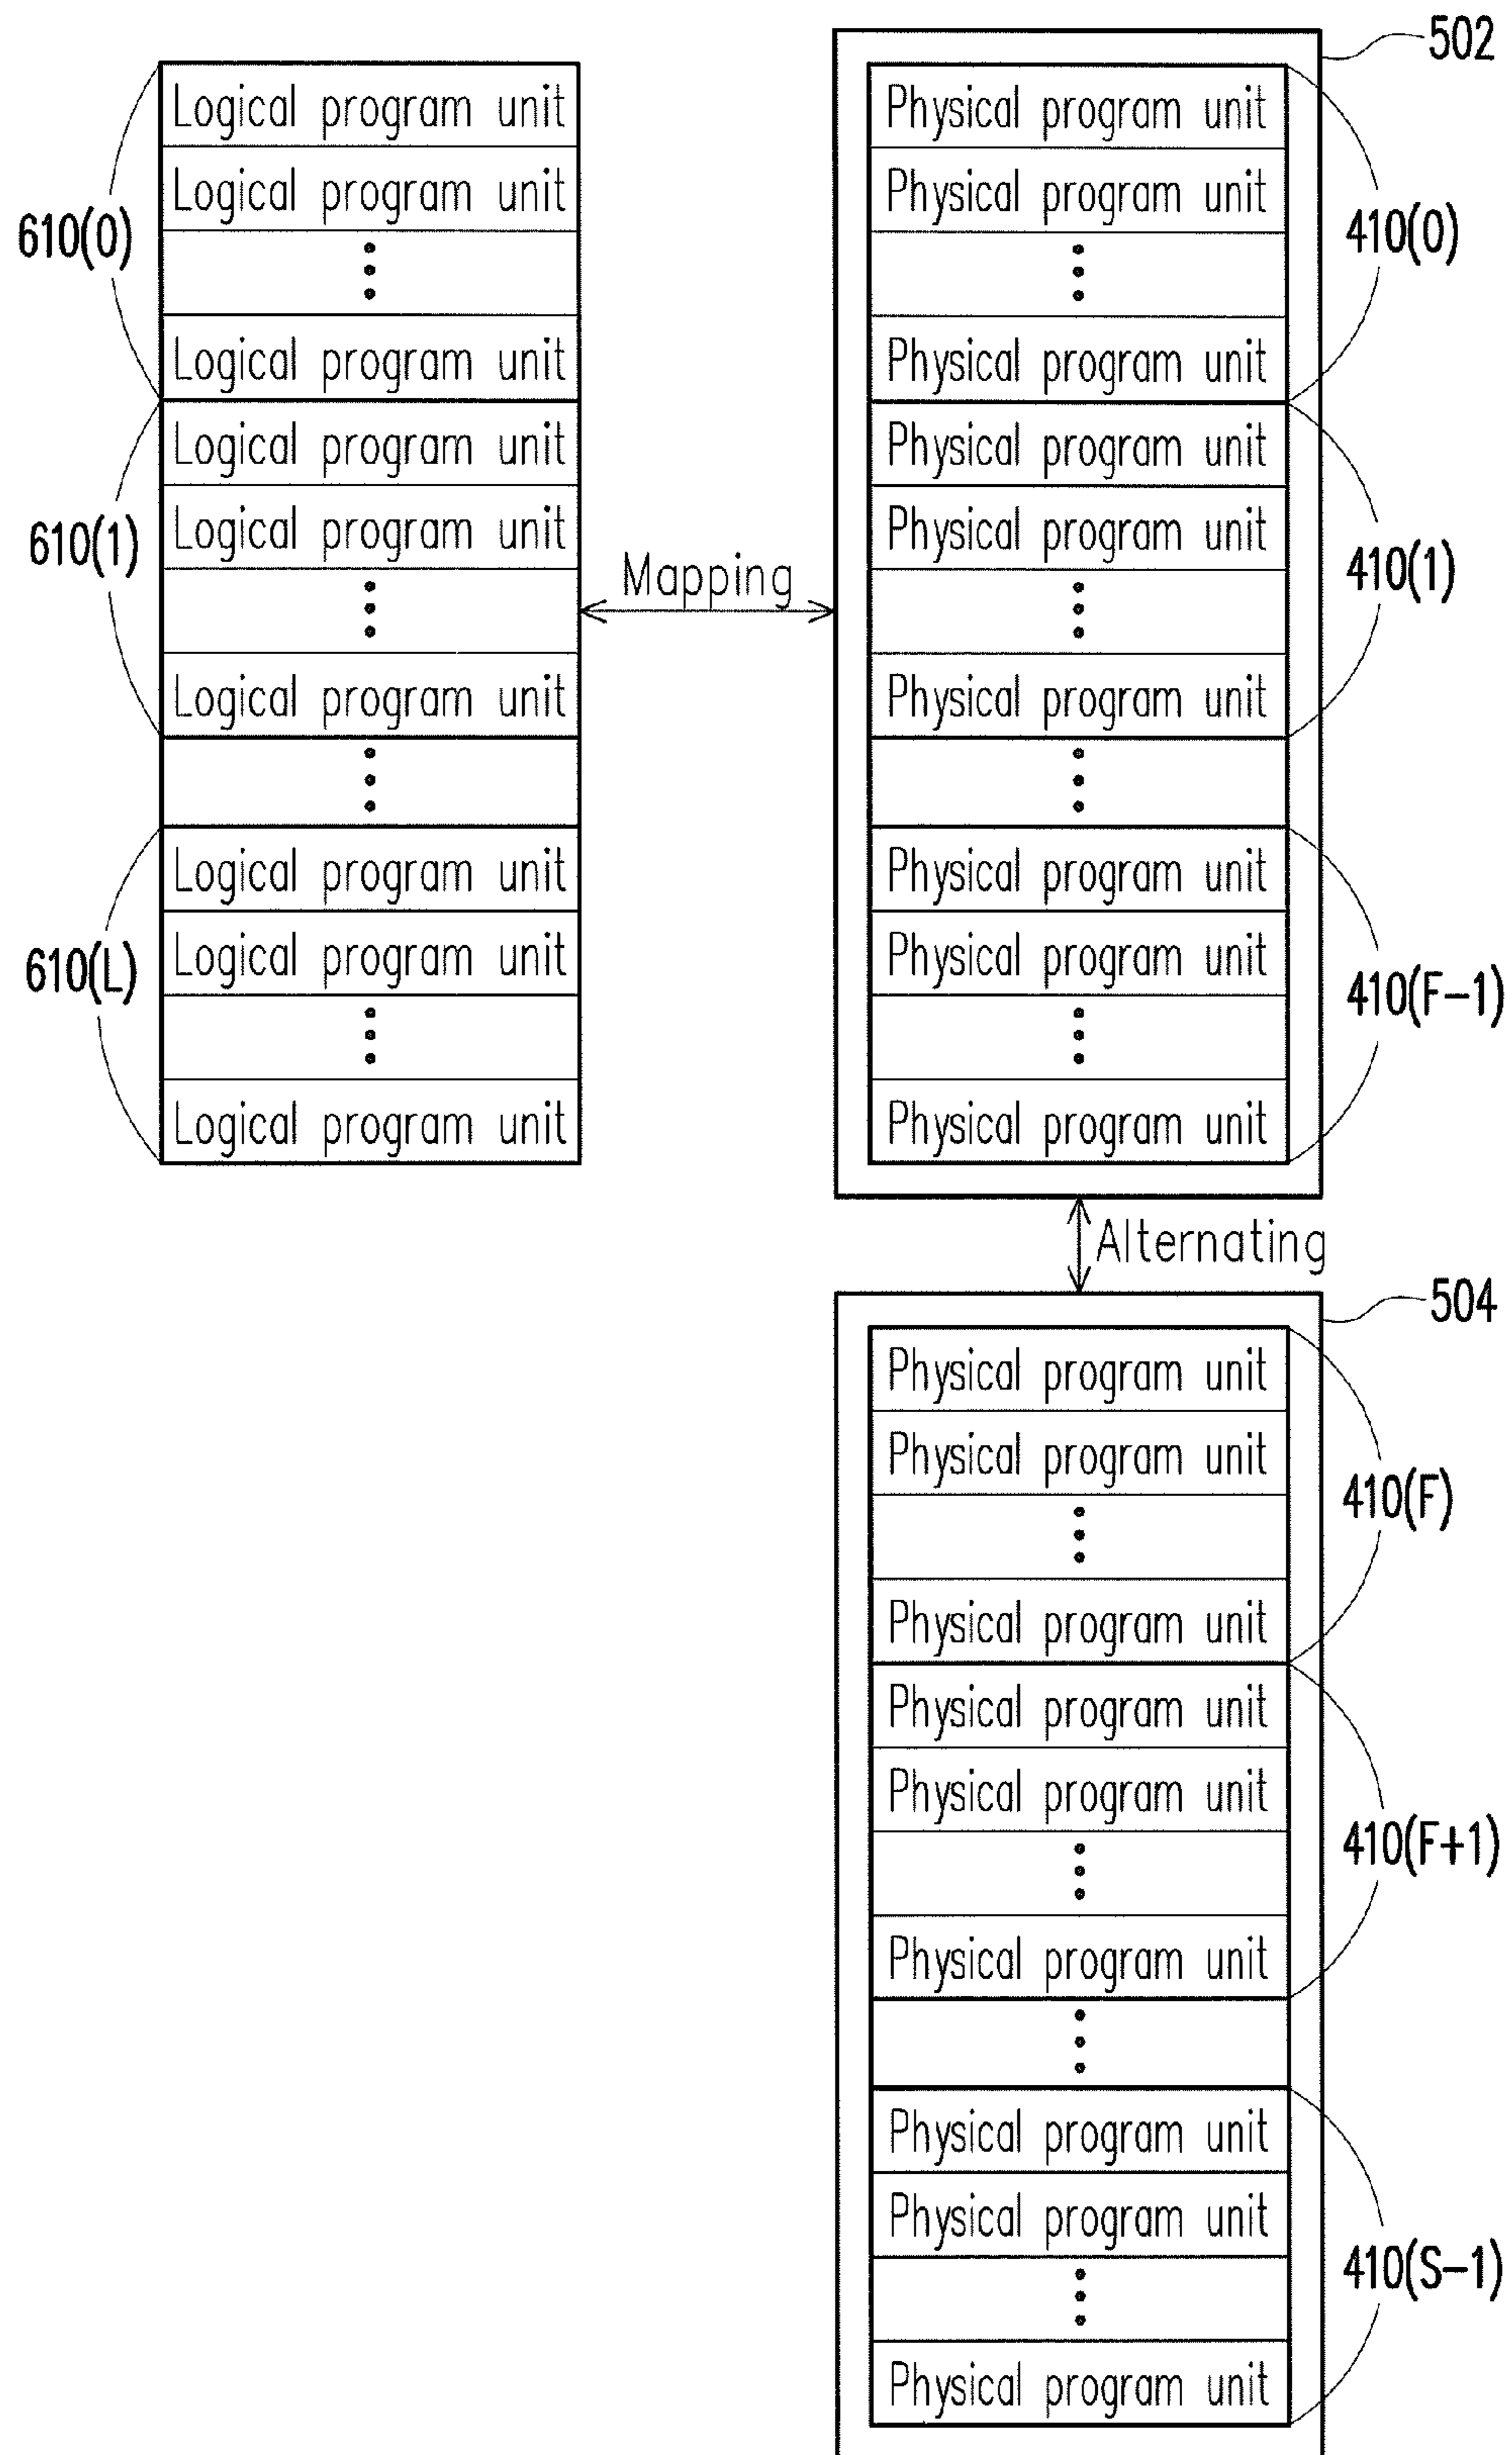 610(0)
Logical program unit
Logical program unit
Logical program unit
610(1)
Logical program unit
Logical program unit
Logical program unit
610(L)
Logical program unit
Logical program unit
Logical program unit
Mapping
502
Physical program unit
Physical program unit
Physical program unit
410(0)
Physical program unit
Physical program unit
Physical program unit
410(1)
Physical program unit
Physical program unit
Physical program unit
410(F-1)
Alternating
504
Physical program unit
Physical program unit
Physical program unit
410(F)
Physical program unit
Physical program unit
Physical program unit
410(F+1)
Physical program unit
Physical program unit
Physical program unit
410(S-1)